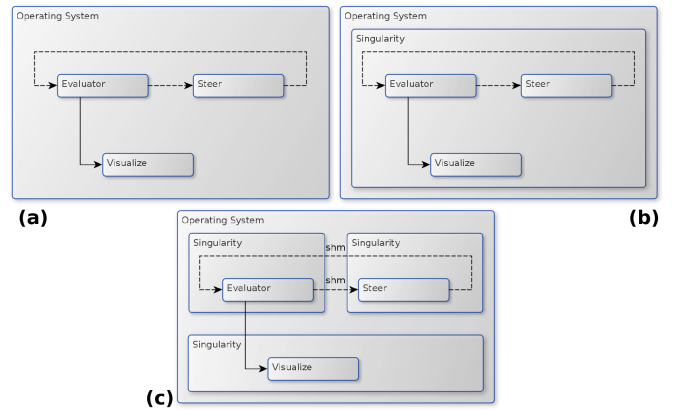 Operating System
Evaluator
Steer
Visualize
(a)
Operating System
Singularity
Evaluator
Steer
Visualize
(b)
Operating System
Singularity
shm
Singularity
Evaluator
shm
Steer
Singularity
Visualize
(c)